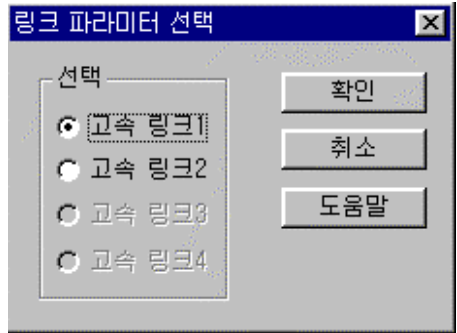 링크 파라미터 선택
선택
고속 링크1
고속 링크2
고속 링크3
고속 링크4
확인
취소
도움말